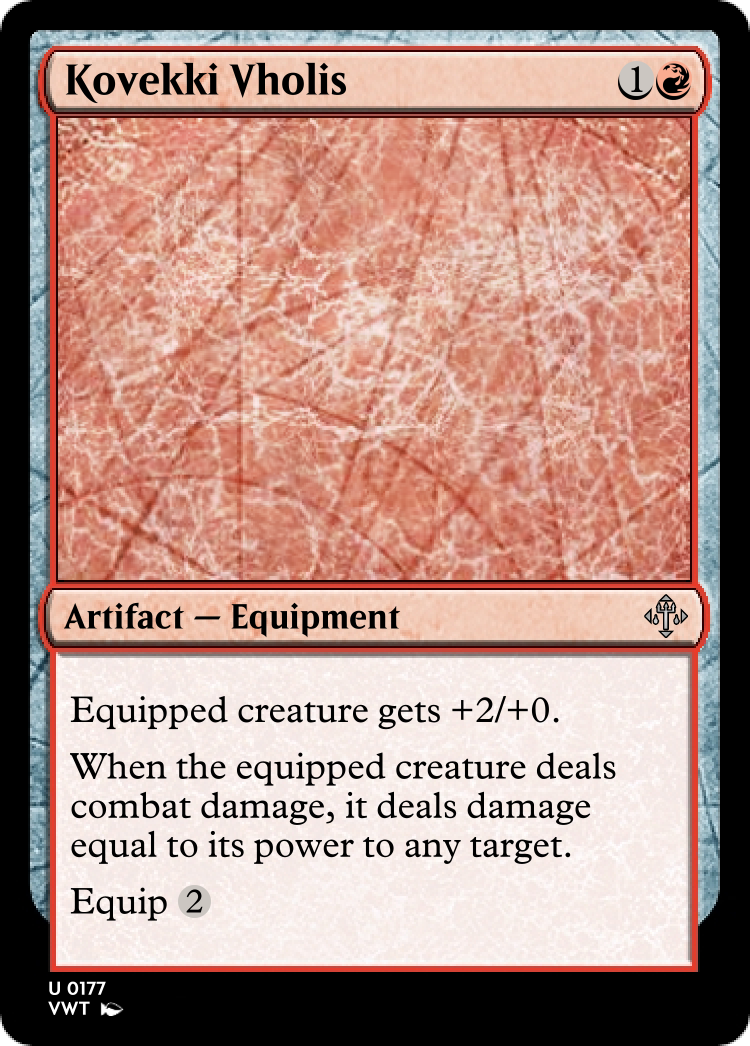 Kovekki Vholis 1
Artifact — Equipment
Equipped creature gets +2/+0.
When the equipped creature deals
combat damage, it deals damage
equal to its power to any target.
Equip 2
U 0177
VWT